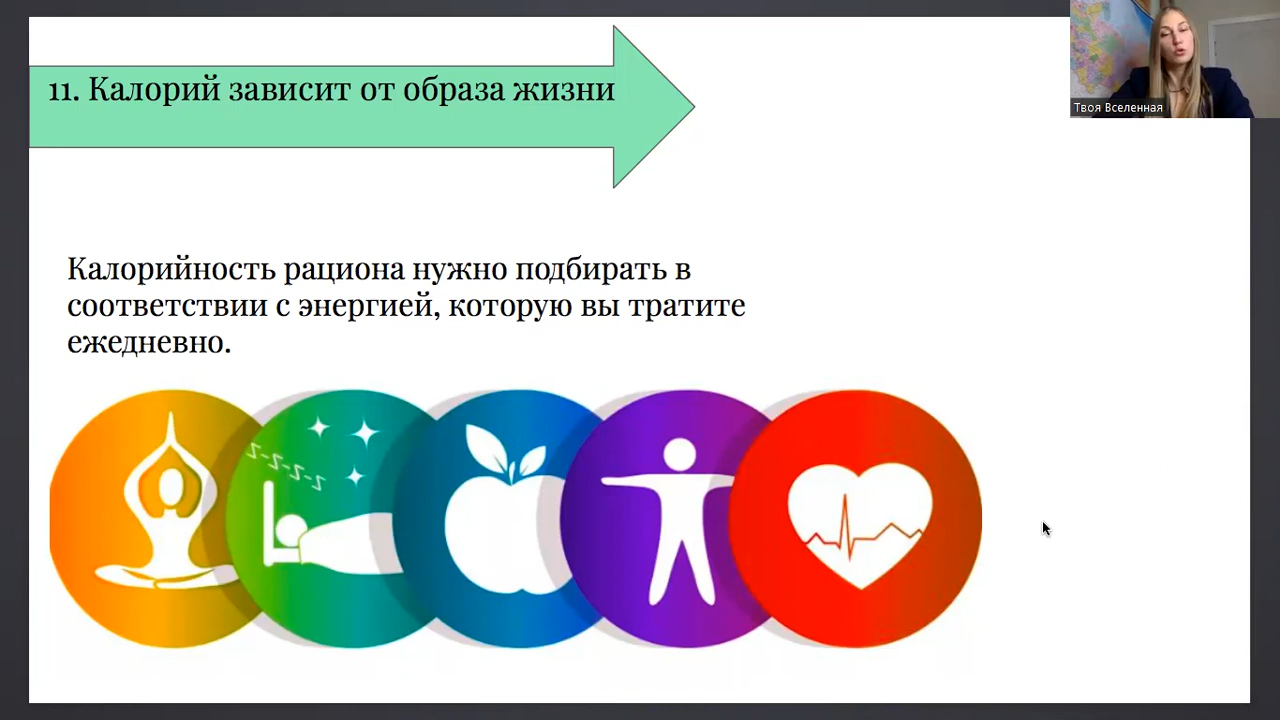 11. Калорий зависит от образа жизни
Твоя Вселенная
Калорийность рациона нужно подбирать в
соответствии с энергией, которую вы тратите
ежедневно.
z-z-z-z